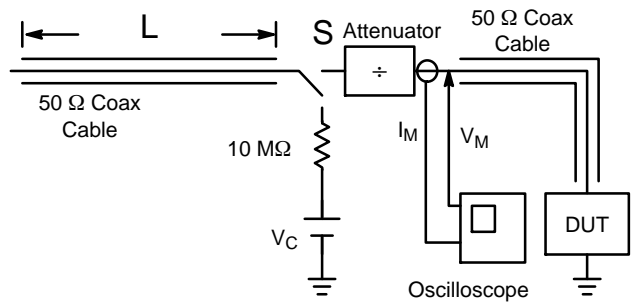 L
S
Attenuator
÷
50 Ω Coax
Cable
50 Ω Coax
Cable
10 MΩ
I_M
V_M
V_C
DUT
Oscilloscope